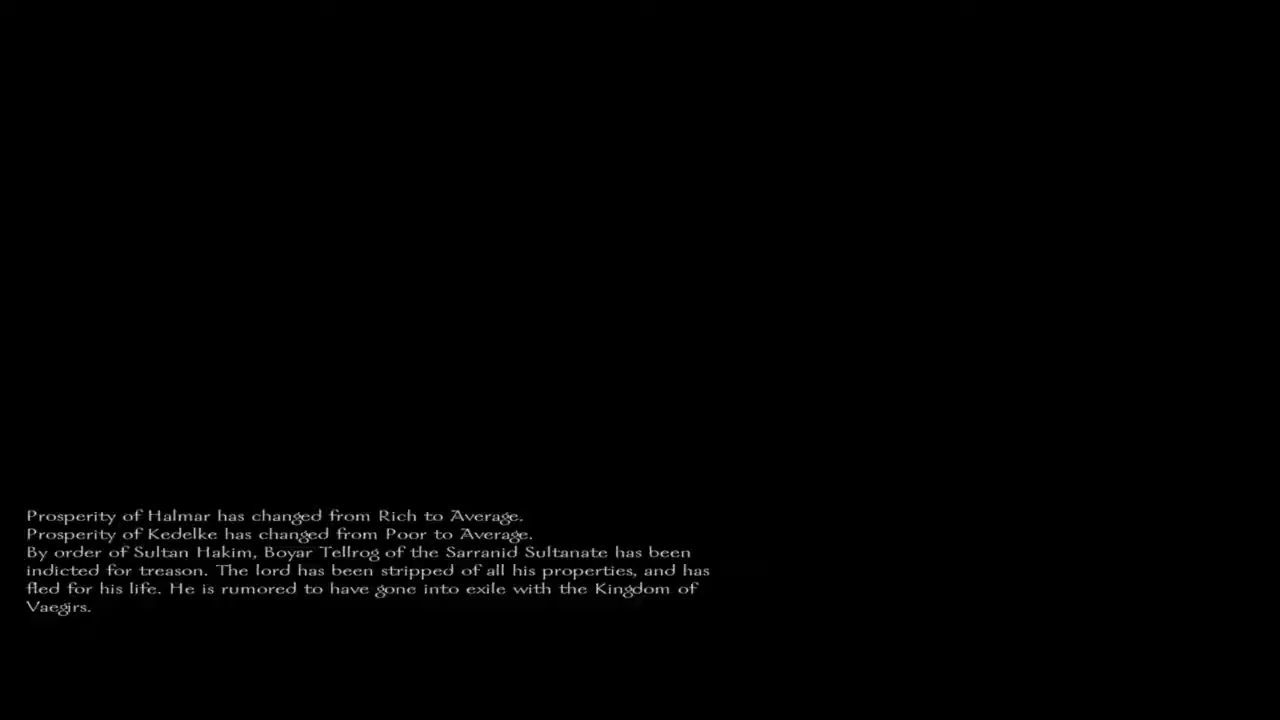 Prosperity of Halmar has changed from Rich to Average.
Prosperity of Kedelke has changed from Poor to Average.
By order of Sultan Hakim, Boyar Tellrog of the Sarranid Sultanate has been
indicted for treason. The lord has been stripped of all his properties, and has
fled for his life. He is rumored to have gone into exile with the Kingdom of
Vaegirs.